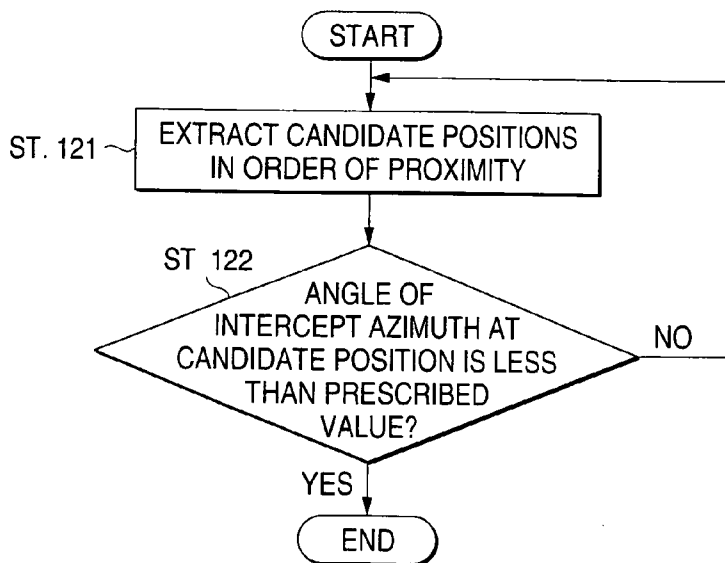 START
ST. 121
EXTRACT CANDIDATE POSITIONS
IN ORDER OF PROXIMITY
ST 122
ANGLE OF
INTERCEPT AZIMUTH AT
CANDIDATE POSITION IS LESS
THAN PRESCRIBED
VALUE?
NO
YES
END